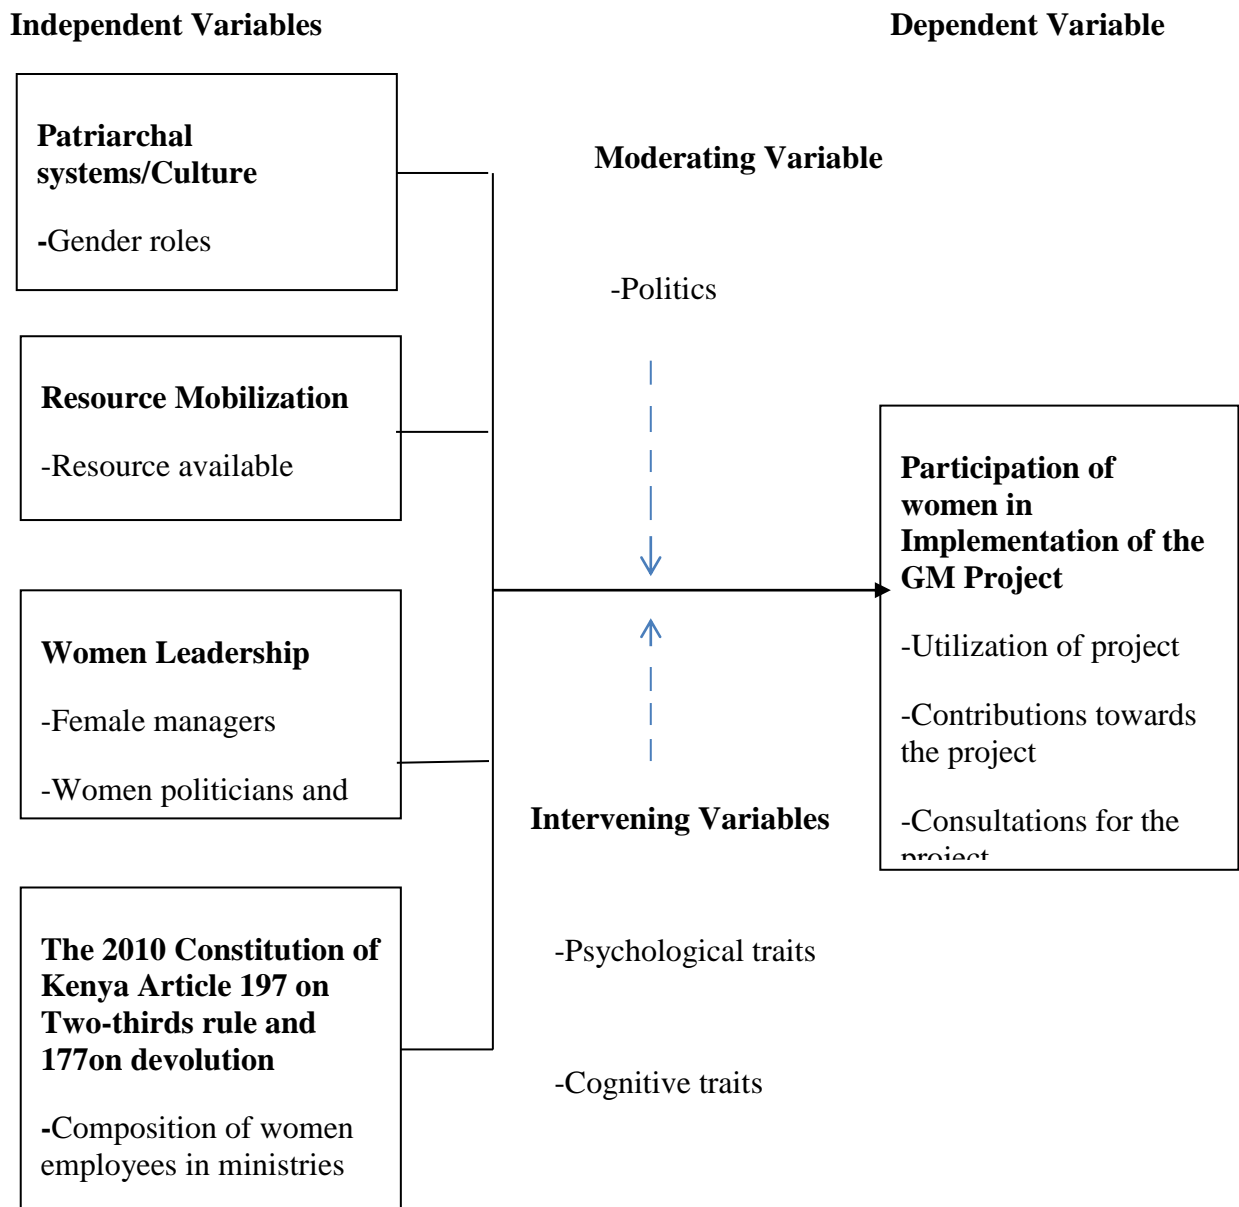 Independent Variables
Dependent Variable
Patriarchal
systems/Culture
-Gender roles
Moderating Variable
-Politics
Resource Mobilization
-Resource available
Women Leadership
-Female managers
-Women politicians and
The 2010 Constitution of
Kenya Article 197 on
Two-thirds rule and
177on devolution
-Composition of women
employees in ministries
Intervening Variables
-Psychological traits
-Cognitive traits
Participation of
women in
Implementation of the
GM Project
-Utilization of project
-Contributions towards
the project
-Consultations for the
project